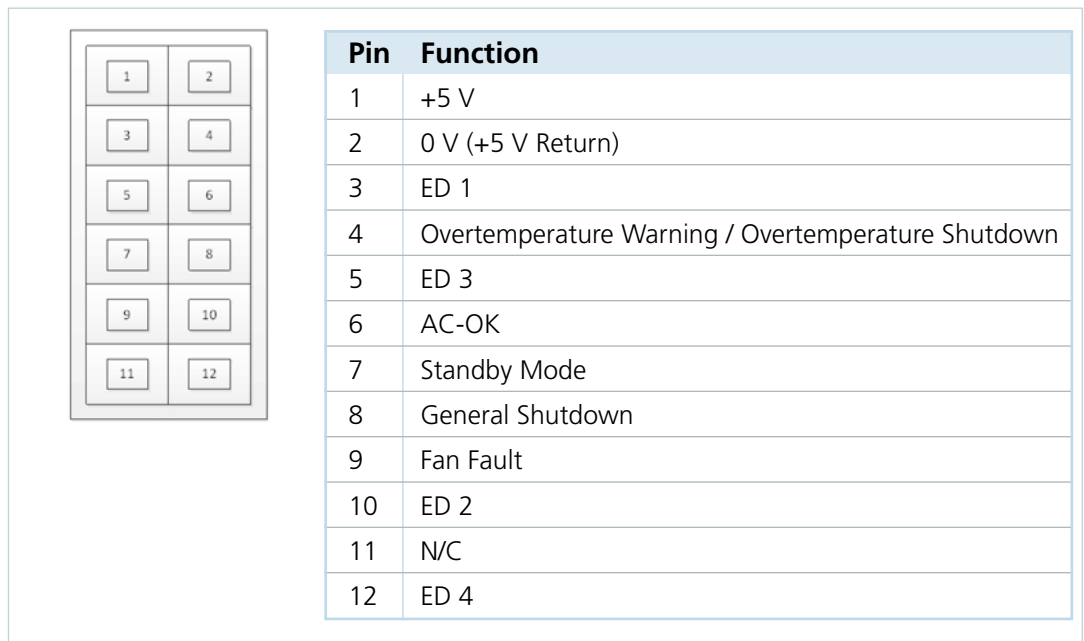 1 2
3 4
5 6
7 8
9 10
11 12
Pin Function
1 +5 V
2 0 V (+5 V Return)
3 ED 1
4 Overtemperature Warning / Overtemperature Shutdown
5 ED 3
6 AC-OK
7 Standby Mode
8 General Shutdown
9 Fan Fault
10 ED 2
11 N/C
12 ED 4